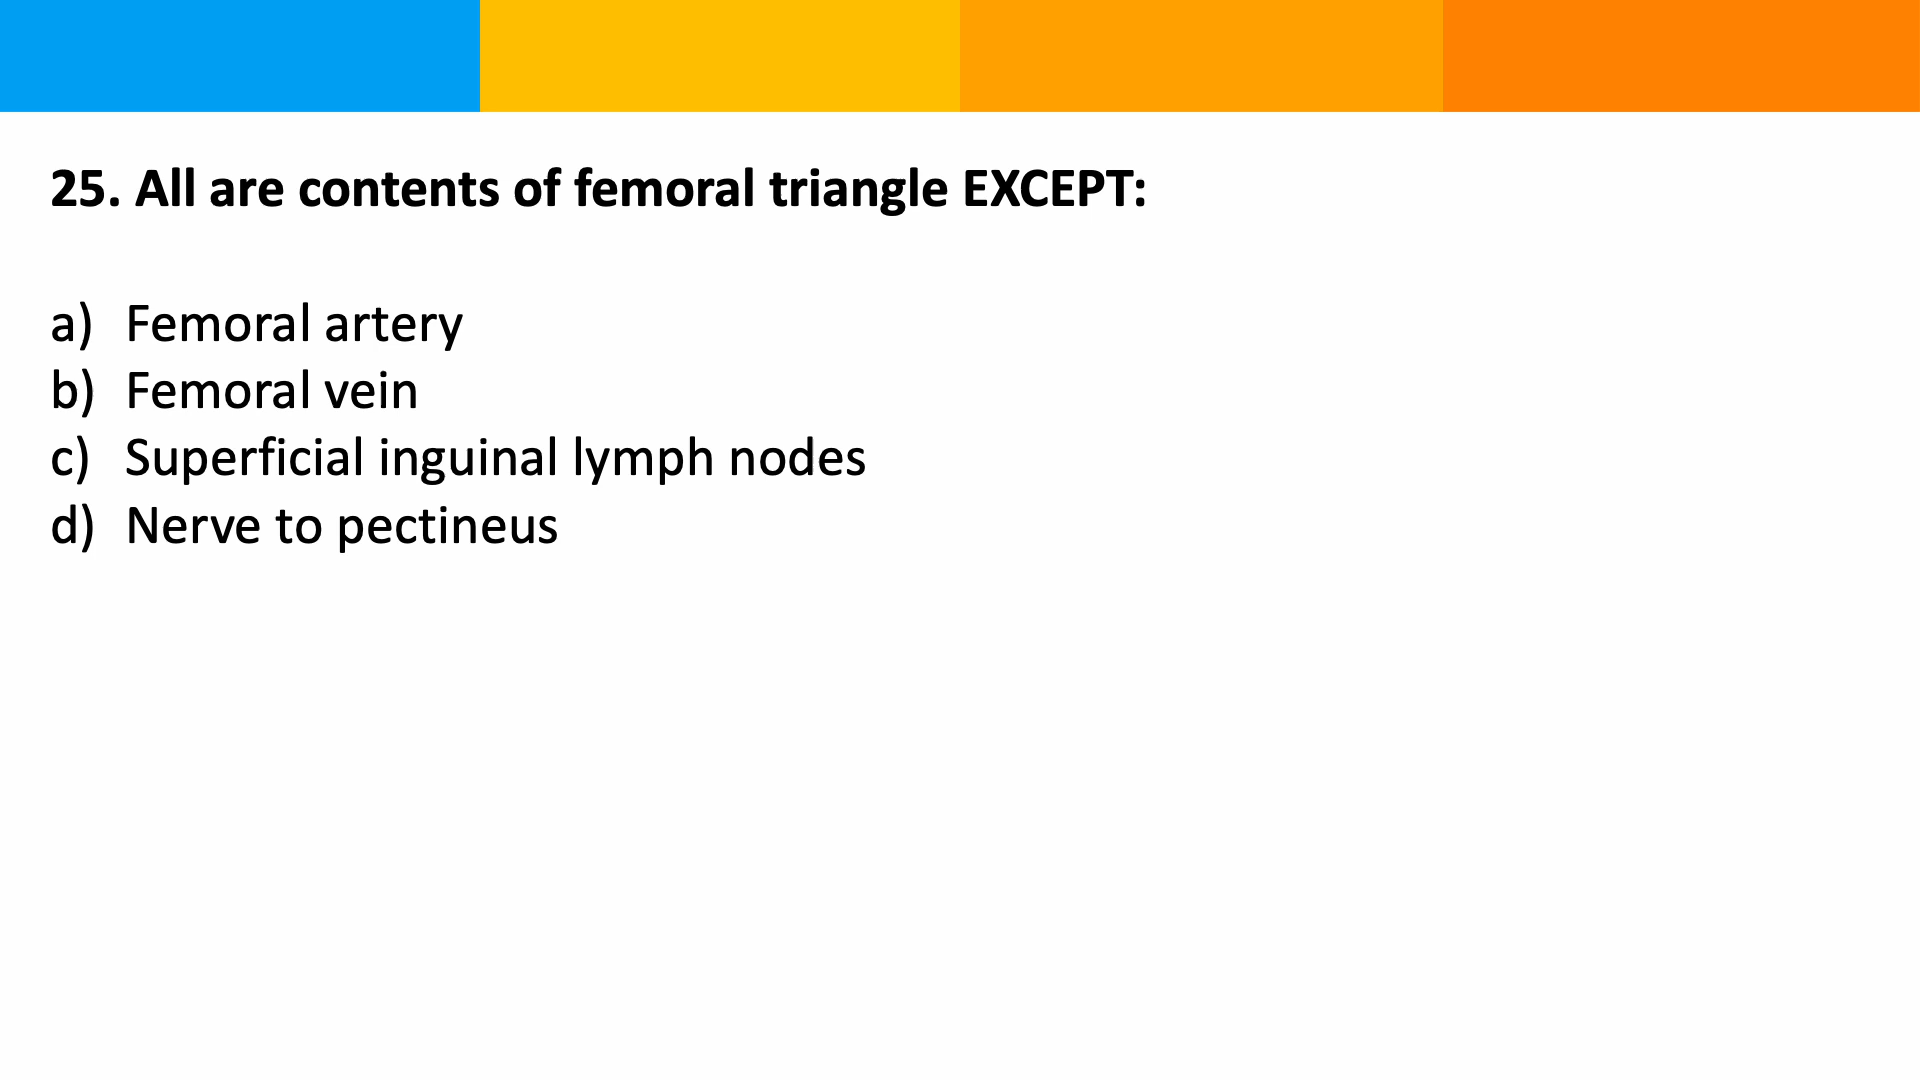 25. All are contents of femoral triangle EXCEPT:
a) Femoral artery
b) Femoral vein
c) Superficial inguinal lymph nodes
d) Nerve to pectineus